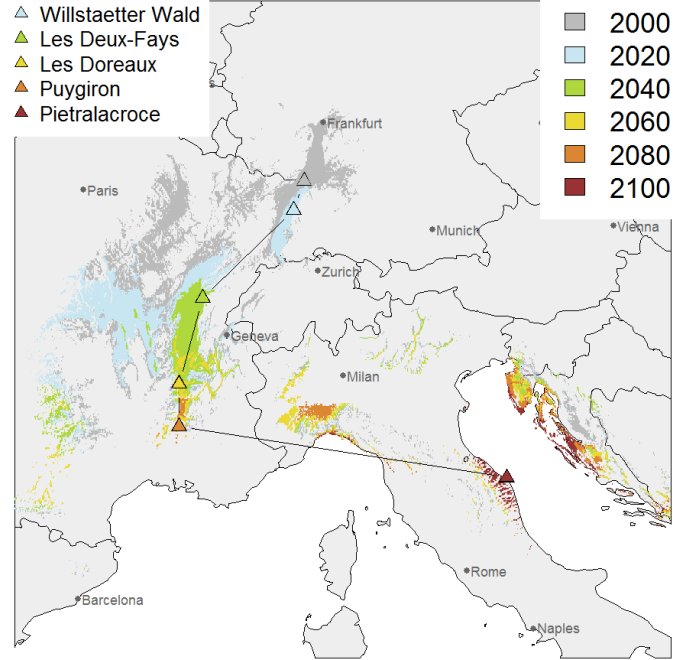 Willstaetter Wald
Les Deux-Fays
Les Doreaux
Puygiron
Pietralacroce
2000
2020
2040
2060
2080
2100
Frankfurt
Paris
Munich
Vienna
Zurich
Geneva
Milan
Rome
Barcelona
Naples